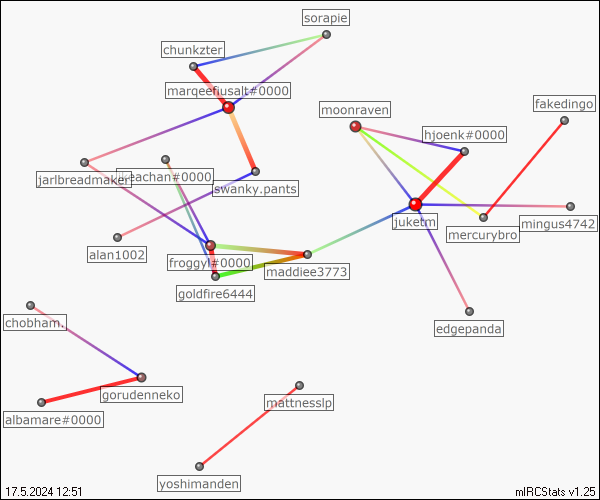 sorapie
chunkzter
marqeefiusalt#0000
moonraven
fakedingo
hjoenk#0000
jarlbreadmaker
eachan#0000
swanky.pants
juketm
mingus4742
mercurybro
alan1002
froggyl#0000
maddiee3773
goldfire6444
chobham.
edgepanda
gorudenneko
mattnesslp
albamare#0000
yoshimanden
17.5.2024 12:51
mIRCStats v1.25